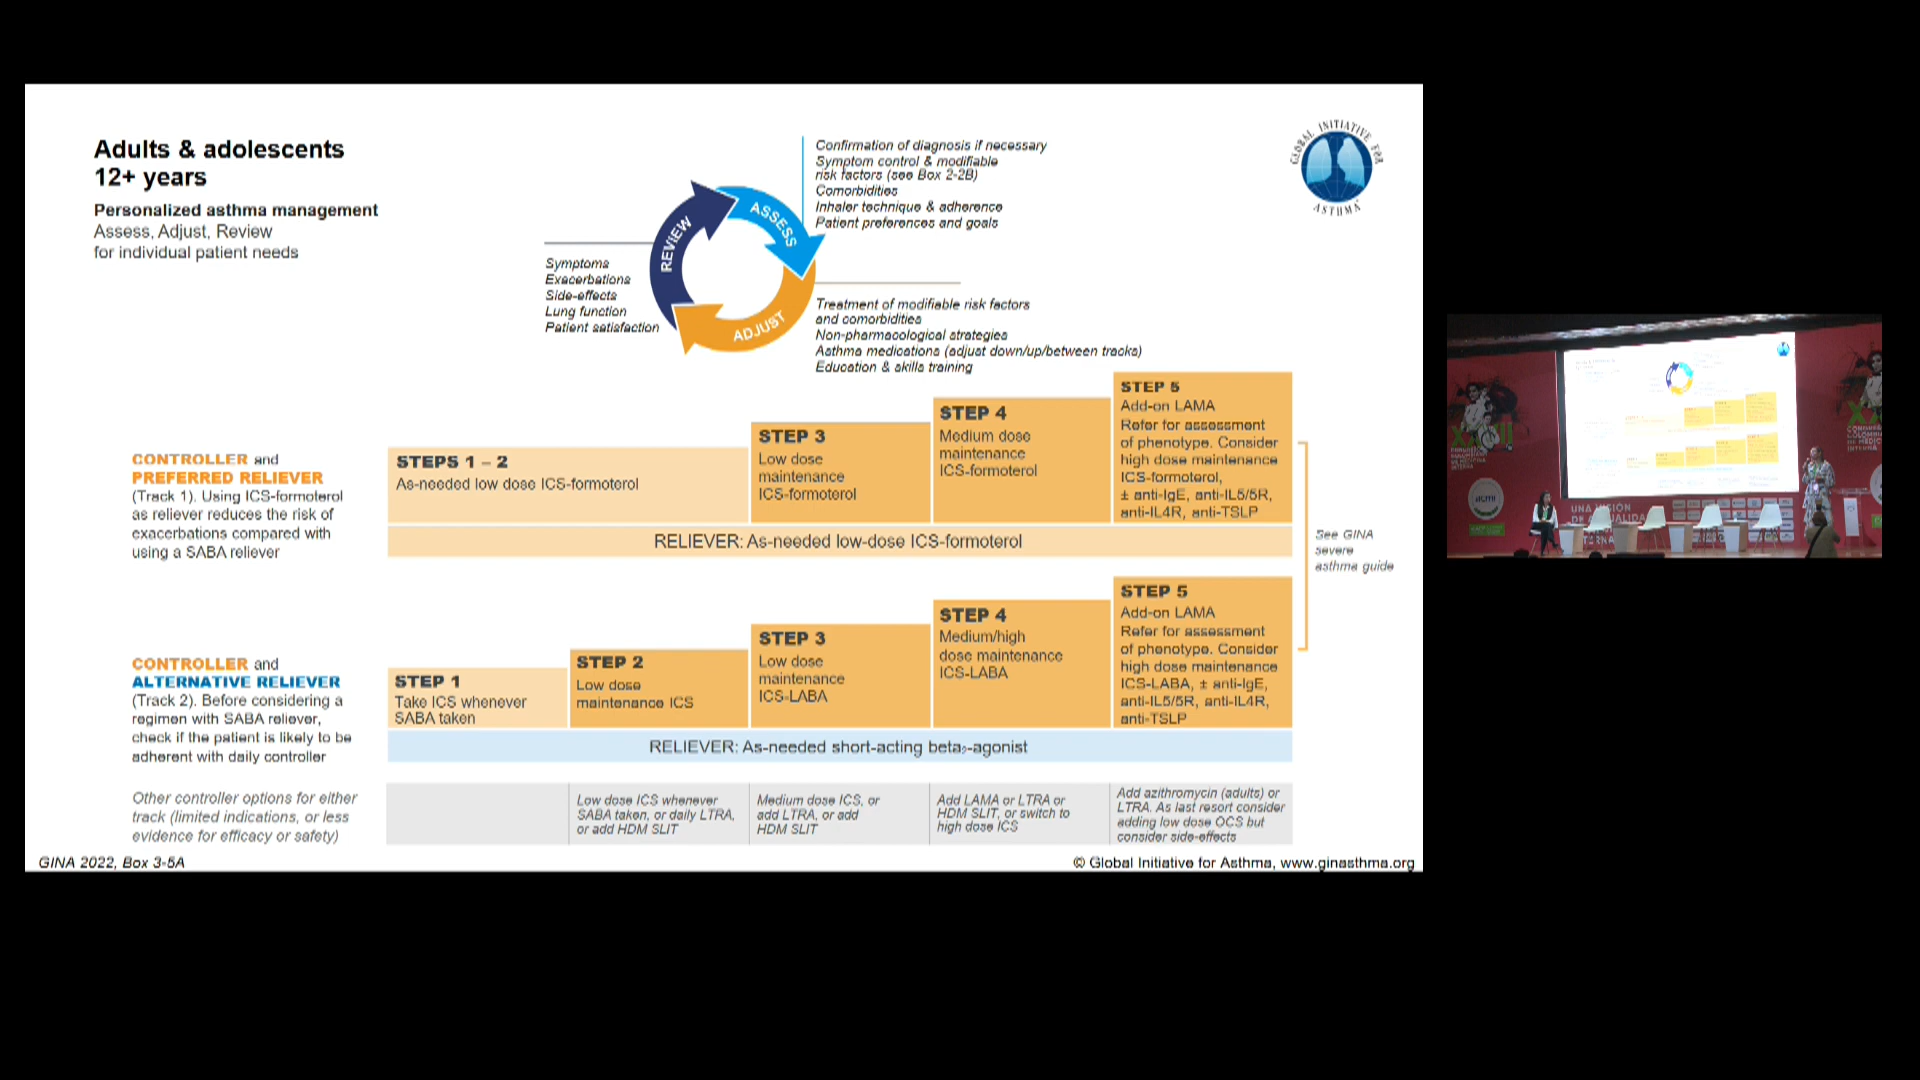 Adults & adolescents
12+ years
Personalized asthma management
Assess, Adjust, Review
for individual patient needs
Confirmation of diagnosis if necessary
Symptom control & modifiable
risk factors (see Box 2-2B)
Comorbidities
Inhaler technique & adherence
Patient preferences and goals
GLOBAL INITIATIVE FOR
ASTHMA
REVIEW
ASSESS
ADJUST
Symptoms
Exacerbations
Side-effects
Lung function
Patient satisfaction
Treatment of modifiable risk factors
and comorbidities
Non-pharmacological strategies
Asthma medications (adjust down/up/between tracks)
Education & skills training
CONTROLLER and
PREFERRED RELIEVER
(Track 1). Using ICS-formoterol
as reliever reduces the risk of
exacerbations compared with
using a SABA reliever
STEPS 1 – 2
As-needed low dose ICS-formoterol
STEP 3
Low dose
maintenance
ICS-formoterol
STEP 4
Medium dose
maintenance
ICS-formoterol
STEP 5
Add-on LAMA
Refer for assessment
of phenotype. Consider
high dose maintenance
ICS-formoterol,
± anti-IgE, anti-IL5/5R,
anti-IL4R, anti-TSLP
RELIEVER: As-needed low-dose ICS-formoterol
See GINA
severe
asthma guide
CONTROLLER and
ALTERNATIVE RELIEVER
(Track 2). Before considering a
regimen with SABA reliever,
check if the patient is likely to be
adherent with daily controller
STEP 1
Take ICS whenever
SABA taken
STEP 2
Low dose
maintenance ICS
STEP 3
Low dose
maintenance
ICS-LABA
STEP 4
Medium/high
dose maintenance
ICS-LABA
STEP 5
Add-on LAMA
Refer for assessment
of phenotype. Consider
high dose maintenance
ICS-LABA, ± anti-IgE,
anti-IL5/5R, anti-IL4R,
anti-TSLP
RELIEVER: As-needed short-acting beta₂-agonist
Other controller options for either
track (limited indications, or less
evidence for efficacy or safety)
Low dose ICS whenever
SABA taken, or daily LTRA,
or add HDM SLIT
Medium dose ICS, or
add LTRA, or add
HDM SLIT
Add LAMA or LTRA or
HDM SLIT, or switch to
high dose ICS
Add azithromycin (adults) or
LTRA. As last resort consider
adding low dose OCS but
consider side-effects
GINA 2022, Box 3-5A
© Global Initiative for Asthma, www.ginasthma.org
acmi